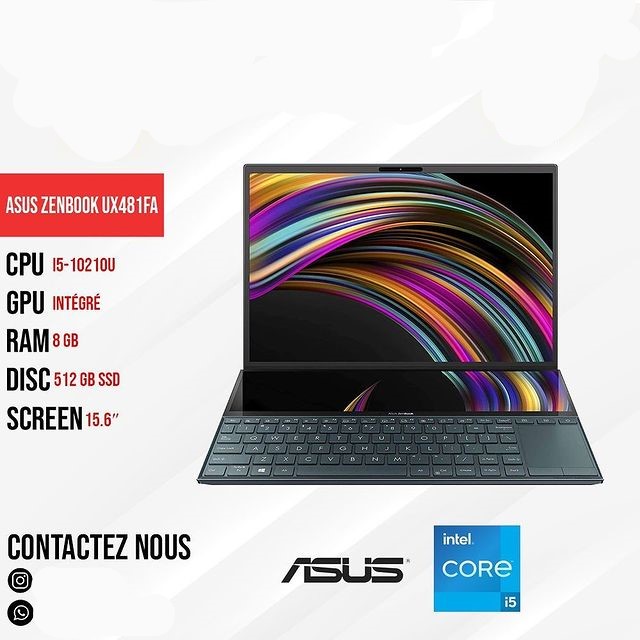 ASUS ZENBOOK UX481FA
CPU I5-10210U
GPU INTÉGRÉ
RAM 8 GB
DISC 512 GB SSD
SCREEN 15.6″
CONTACTEZ NOUS
ASUS
intel
CORE
i5